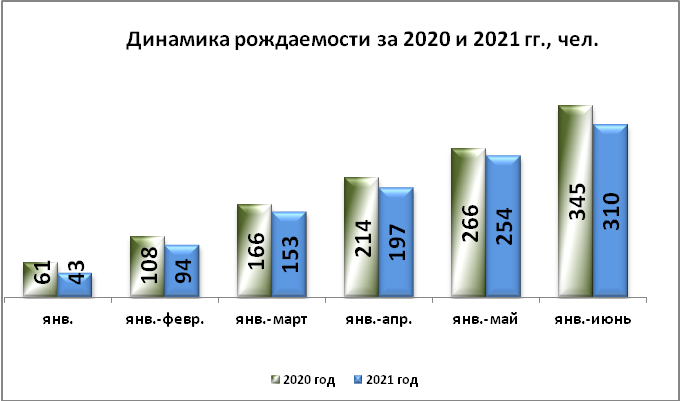 Динамика рождаемости за 2020 и 2021 гг., чел.
61 43 108 94 166 153 214 197 266 254 345 310
янв. янв.-февр. янв.-март янв.-апр. янв.-май янв.-июнь
2020 год 2021 год